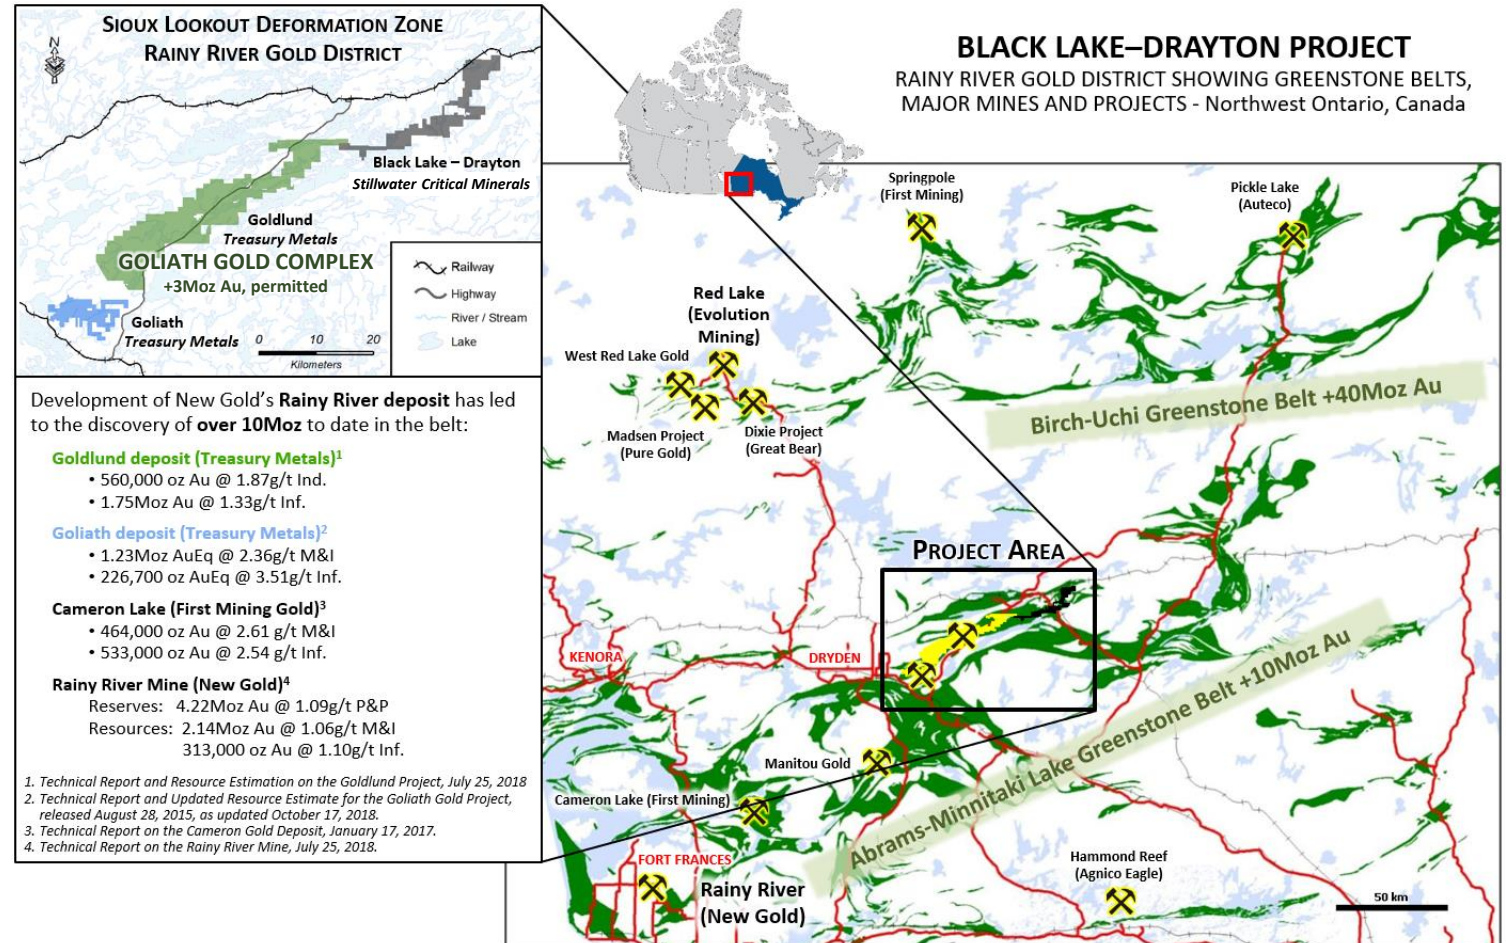 SIOUX LOOKOUT DEFORMATION ZONE
RAINY RIVER GOLD DISTRICT
N
Black Lake – Drayton
Stillwater Critical Minerals
Goldlund
Treasury Metals
GOLIATH GOLD COMPLEX
+3Moz Au, permitted
Goliath
Treasury Metals
0 10 20
Kilometers
Railway
Highway
River / Stream
Lake
Development of New Gold's Rainy River deposit has led
to the discovery of over 10Moz to date in the belt:
Goldlund deposit (Treasury Metals)1
• 560,000 oz Au @ 1.87g/t Ind.
• 1.75Moz Au @ 1.33g/t Inf.
Goliath deposit (Treasury Metals)2
• 1.23Moz AuEq @ 2.36g/t M&I
• 226,700 oz AuEq @ 3.51g/t Inf.
Cameron Lake (First Mining Gold)3
• 464,000 oz Au @ 2.61 g/t M&I
• 533,000 oz Au @ 2.54 g/t Inf.
Rainy River Mine (New Gold)4
Reserves: 4.22Moz Au @ 1.09g/t P&P
Resources: 2.14Moz Au @ 1.06g/t M&I
313,000 oz Au @ 1.10g/t Inf.
1. Technical Report and Resource Estimation on the Goldlund Project, July 25, 2018
2. Technical Report and Updated Resource Estimate for the Goliath Gold Project,
released August 28, 2015, as updated October 17, 2018.
3. Technical Report on the Cameron Gold Deposit, January 17, 2017.
4. Technical Report on the Rainy River Mine, July 25, 2018.
BLACK LAKE–DRAYTON PROJECT
RAINY RIVER GOLD DISTRICT SHOWING GREENSTONE BELTS,
MAJOR MINES AND PROJECTS - Northwest Ontario, Canada
Springpole
(First Mining)
Pickle Lake
(Auteco)
Red Lake
(Evolution
Mining)
West Red Lake Gold
Madsen Project
(Pure Gold)
Dixie Project
(Great Bear)
Birch-Uchi Greenstone Belt +40Moz Au
PROJECT AREA
KENORA
DRYDEN
Abrams-Minnitaki Lake Greenstone Belt +10Moz Au
Manitou Gold
Cameron Lake (First Mining)
FORT FRANCES
Rainy River
(New Gold)
Hammond Reef
(Agnico Eagle)
50 km